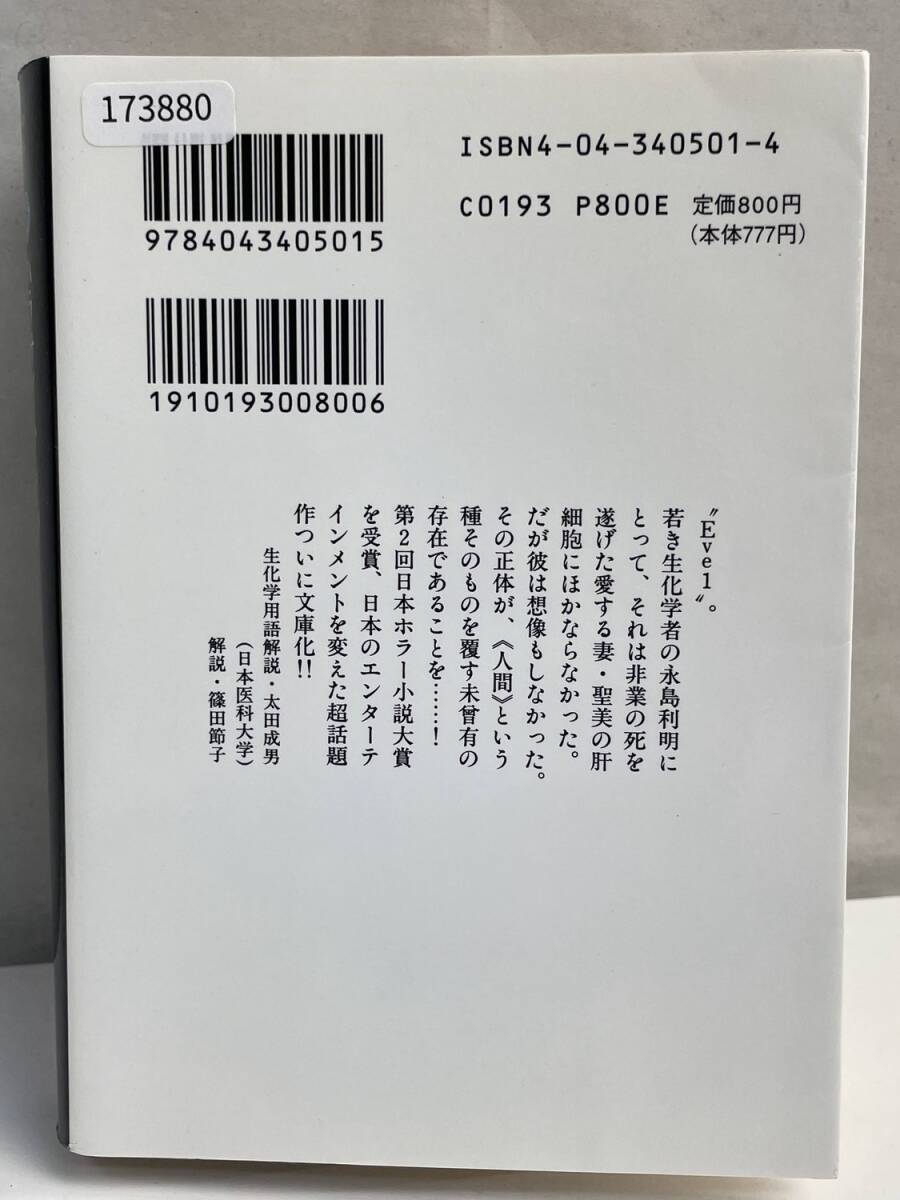 173880
ISBN4-04-340501-4
C0193 P800E 定価800円
(本体777円)
9784043405015
1910193008006
〝Eve1〟。
若き生化学者の永島利明に
とって、それは非業の死を
遂げた愛する妻・聖美の肝
細胞にほかならなかった。
だが彼は想像もしなかった。
その正体が、《人間》という
種そのものを覆す未曾有の
存在であることを………!
第2回日本ホラー小説大賞
を受賞、日本のエンターテ
インメントを変えた超話題
作ついに文庫化!!
生化学用語解説・太田成男
(日本医科大学)
解説・篠田節子